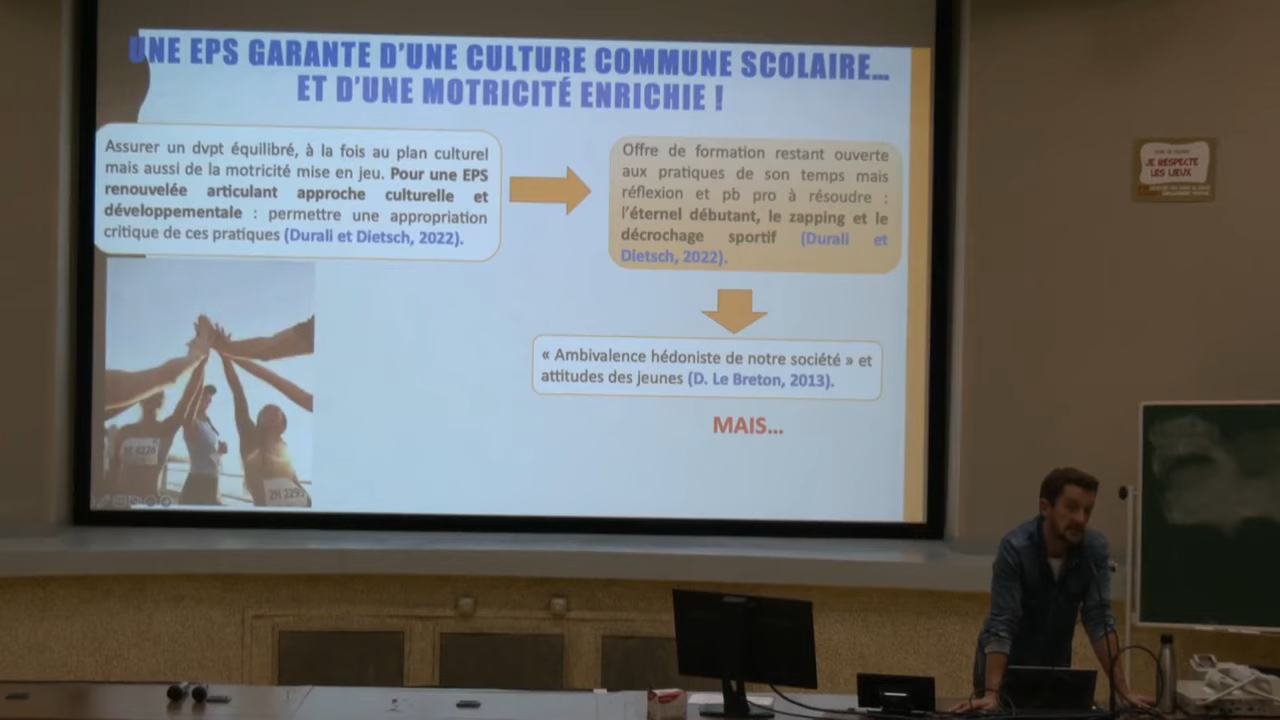 UNE EPS GARANTE D'UNE CULTURE COMMUNE SCOLAIRE...
ET D'UNE MOTRICITÉ ENRICHIE !
Assurer un dvpt équilibré, à la fois au plan culturel
mais aussi de la motricité mise en jeu. Pour une EPS
renouvelée articulant approche culturelle et
développementale : permettre une appropriation
critique de ces pratiques (Durali et Dietsch, 2022).
Offre de formation restant ouverte
aux pratiques de son temps mais
réflexion et pb pro à résoudre :
l'éternel débutant, le zapping et le
décrochage sportif (Durali et
Dietsch, 2022).
« Ambivalence hédoniste de notre société » et
attitudes des jeunes (D. Le Breton, 2013).
MAIS...
JE RESPECTE
LES LIEUX